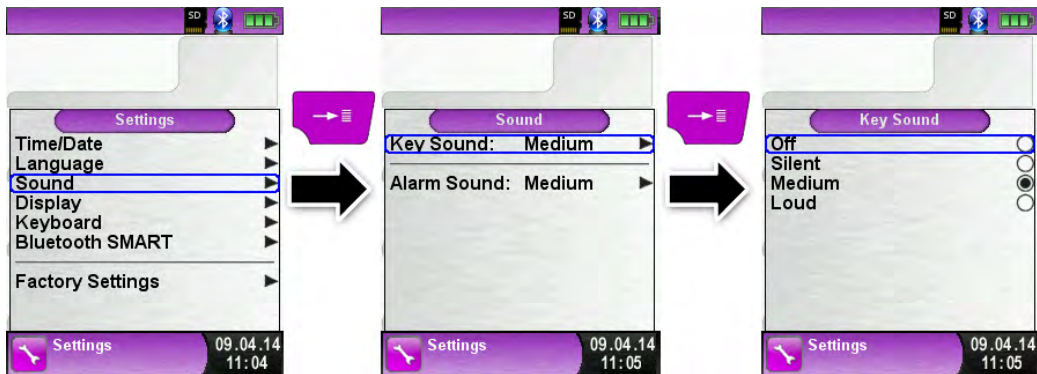 SD
Settings
Time/Date
Language
Sound
Display
Keyboard
Bluetooth SMART
Factory Settings
Settings
09.04.14
11:04
SD
Sound
Key Sound: Medium
Alarm Sound: Medium
Settings
09.04.14
11:05
SD
Key Sound
Off
Silent
Medium
Loud
Settings
09.04.14
11:05